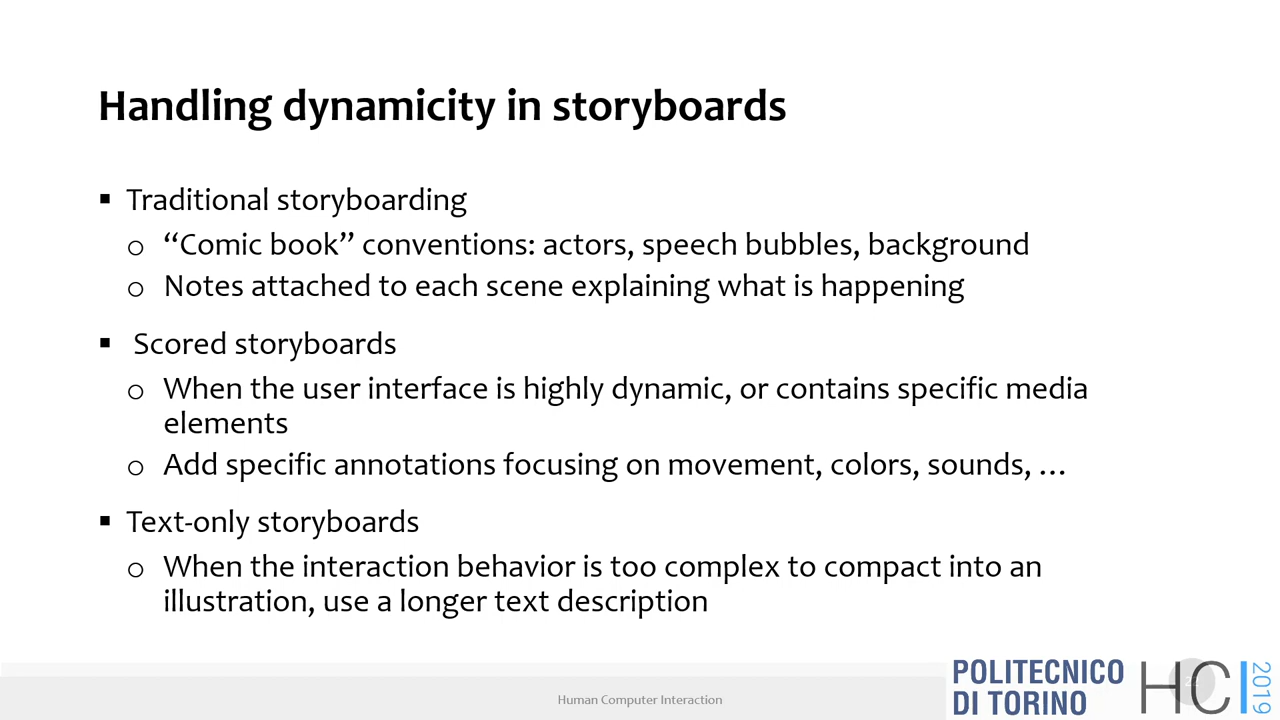 Handling dynamicity in storyboards
▪ Traditional storyboarding
o “Comic book” conventions: actors, speech bubbles, background
o Notes attached to each scene explaining what is happening
▪ Scored storyboards
o When the user interface is highly dynamic, or contains specific media
elements
o Add specific annotations focusing on movement, colors, sounds, …
▪ Text-only storyboards
o When the interaction behavior is too complex to compact into an
illustration, use a longer text description
Human Computer Interaction
POLITECNICO
DI TORINO
HCI
2019